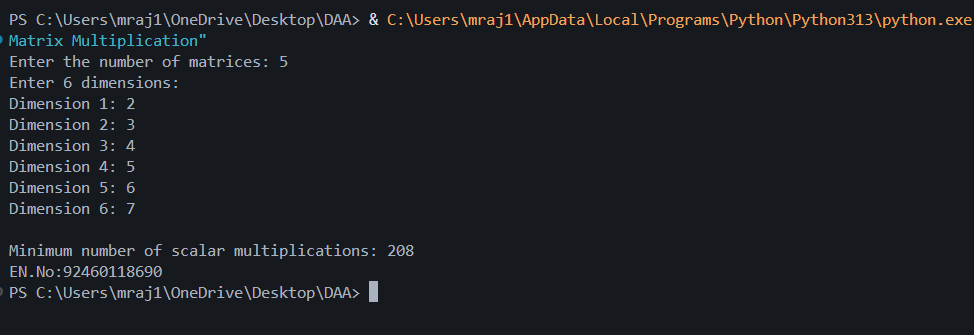 PS C:\Users\mraj1\OneDrive\Desktop\DAA> & C:\Users\mraj1\AppData\Local\Programs\Python\Python313\python.exe
Matrix Multiplication"
Enter the number of matrices: 5
Enter 6 dimensions:
Dimension 1: 2
Dimension 2: 3
Dimension 3: 4
Dimension 4: 5
Dimension 5: 6
Dimension 6: 7
Minimum number of scalar multiplications: 208
EN.No:92460118690
PS C:\Users\mraj1\OneDrive\Desktop\DAA>